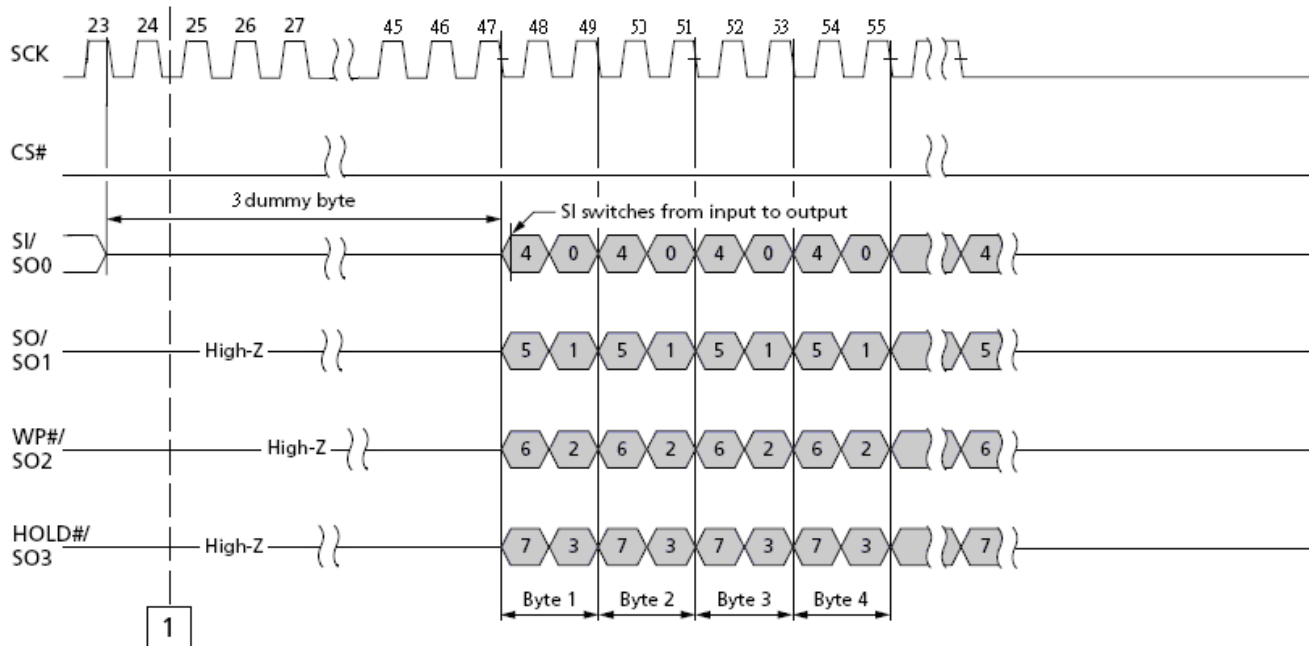 23 24 25 26 27 45 46 47 48 49 50 51 52 53 54 55
SCK
CS#
3 dummy byte
SI switches from input to output
SI/
SO0
4 0 4 0 4 0 4 0 4
SO/
SO1
High-Z
5 1 5 1 5 1 5 1 5
WP#/
SO2
High-Z
6 2 6 2 6 2 6 2 6
HOLD#/
SO3
High-Z
7 3 7 3 7 3 7 3 7
Byte 1 Byte 2 Byte 3 Byte 4
1